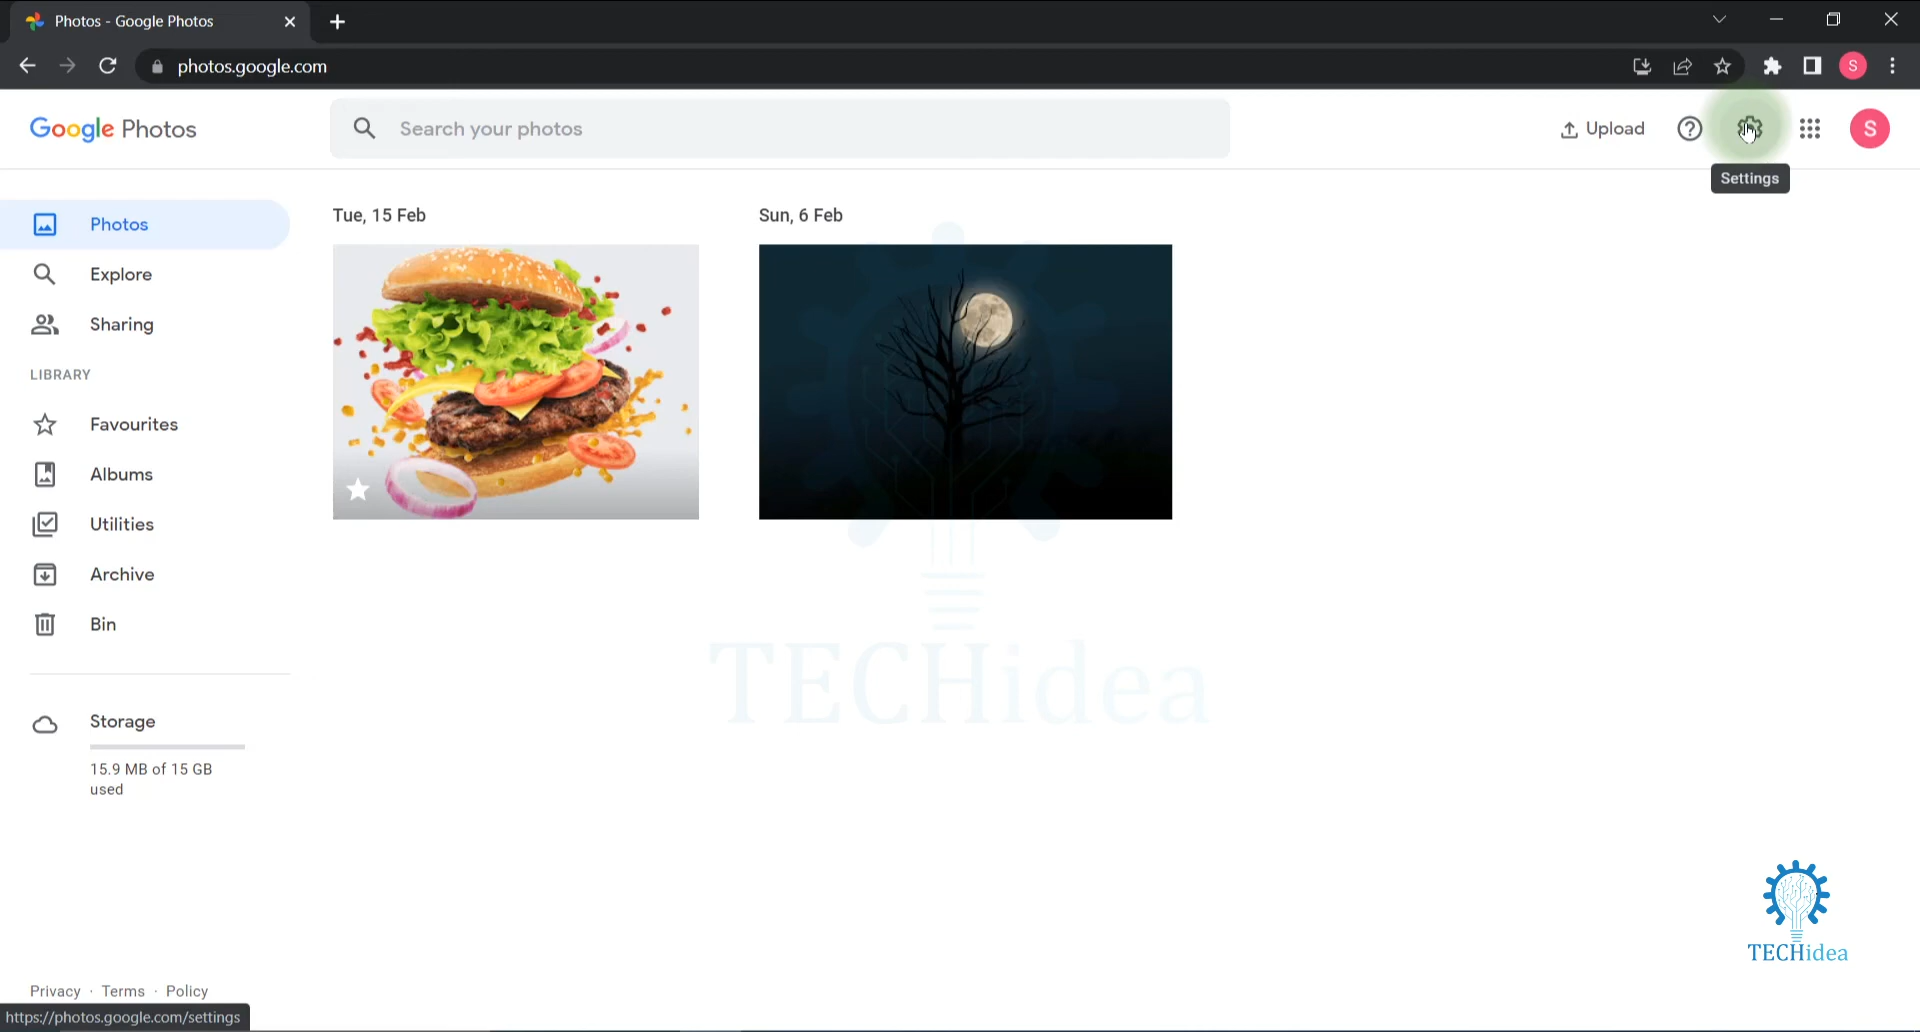 Photos - Google Photos
photos.google.com
S
Google Photos
Search your photos
Upload
S
Settings
Photos
Explore
Sharing
LIBRARY
Favourites
Albums
Utilities
Archive
Bin
Storage
15.9 MB of 15 GB
used
Tue, 15 Feb
Sun, 6 Feb
TECHidea
TECHidea
Privacy · Terms · Policy
https://photos.google.com/settings